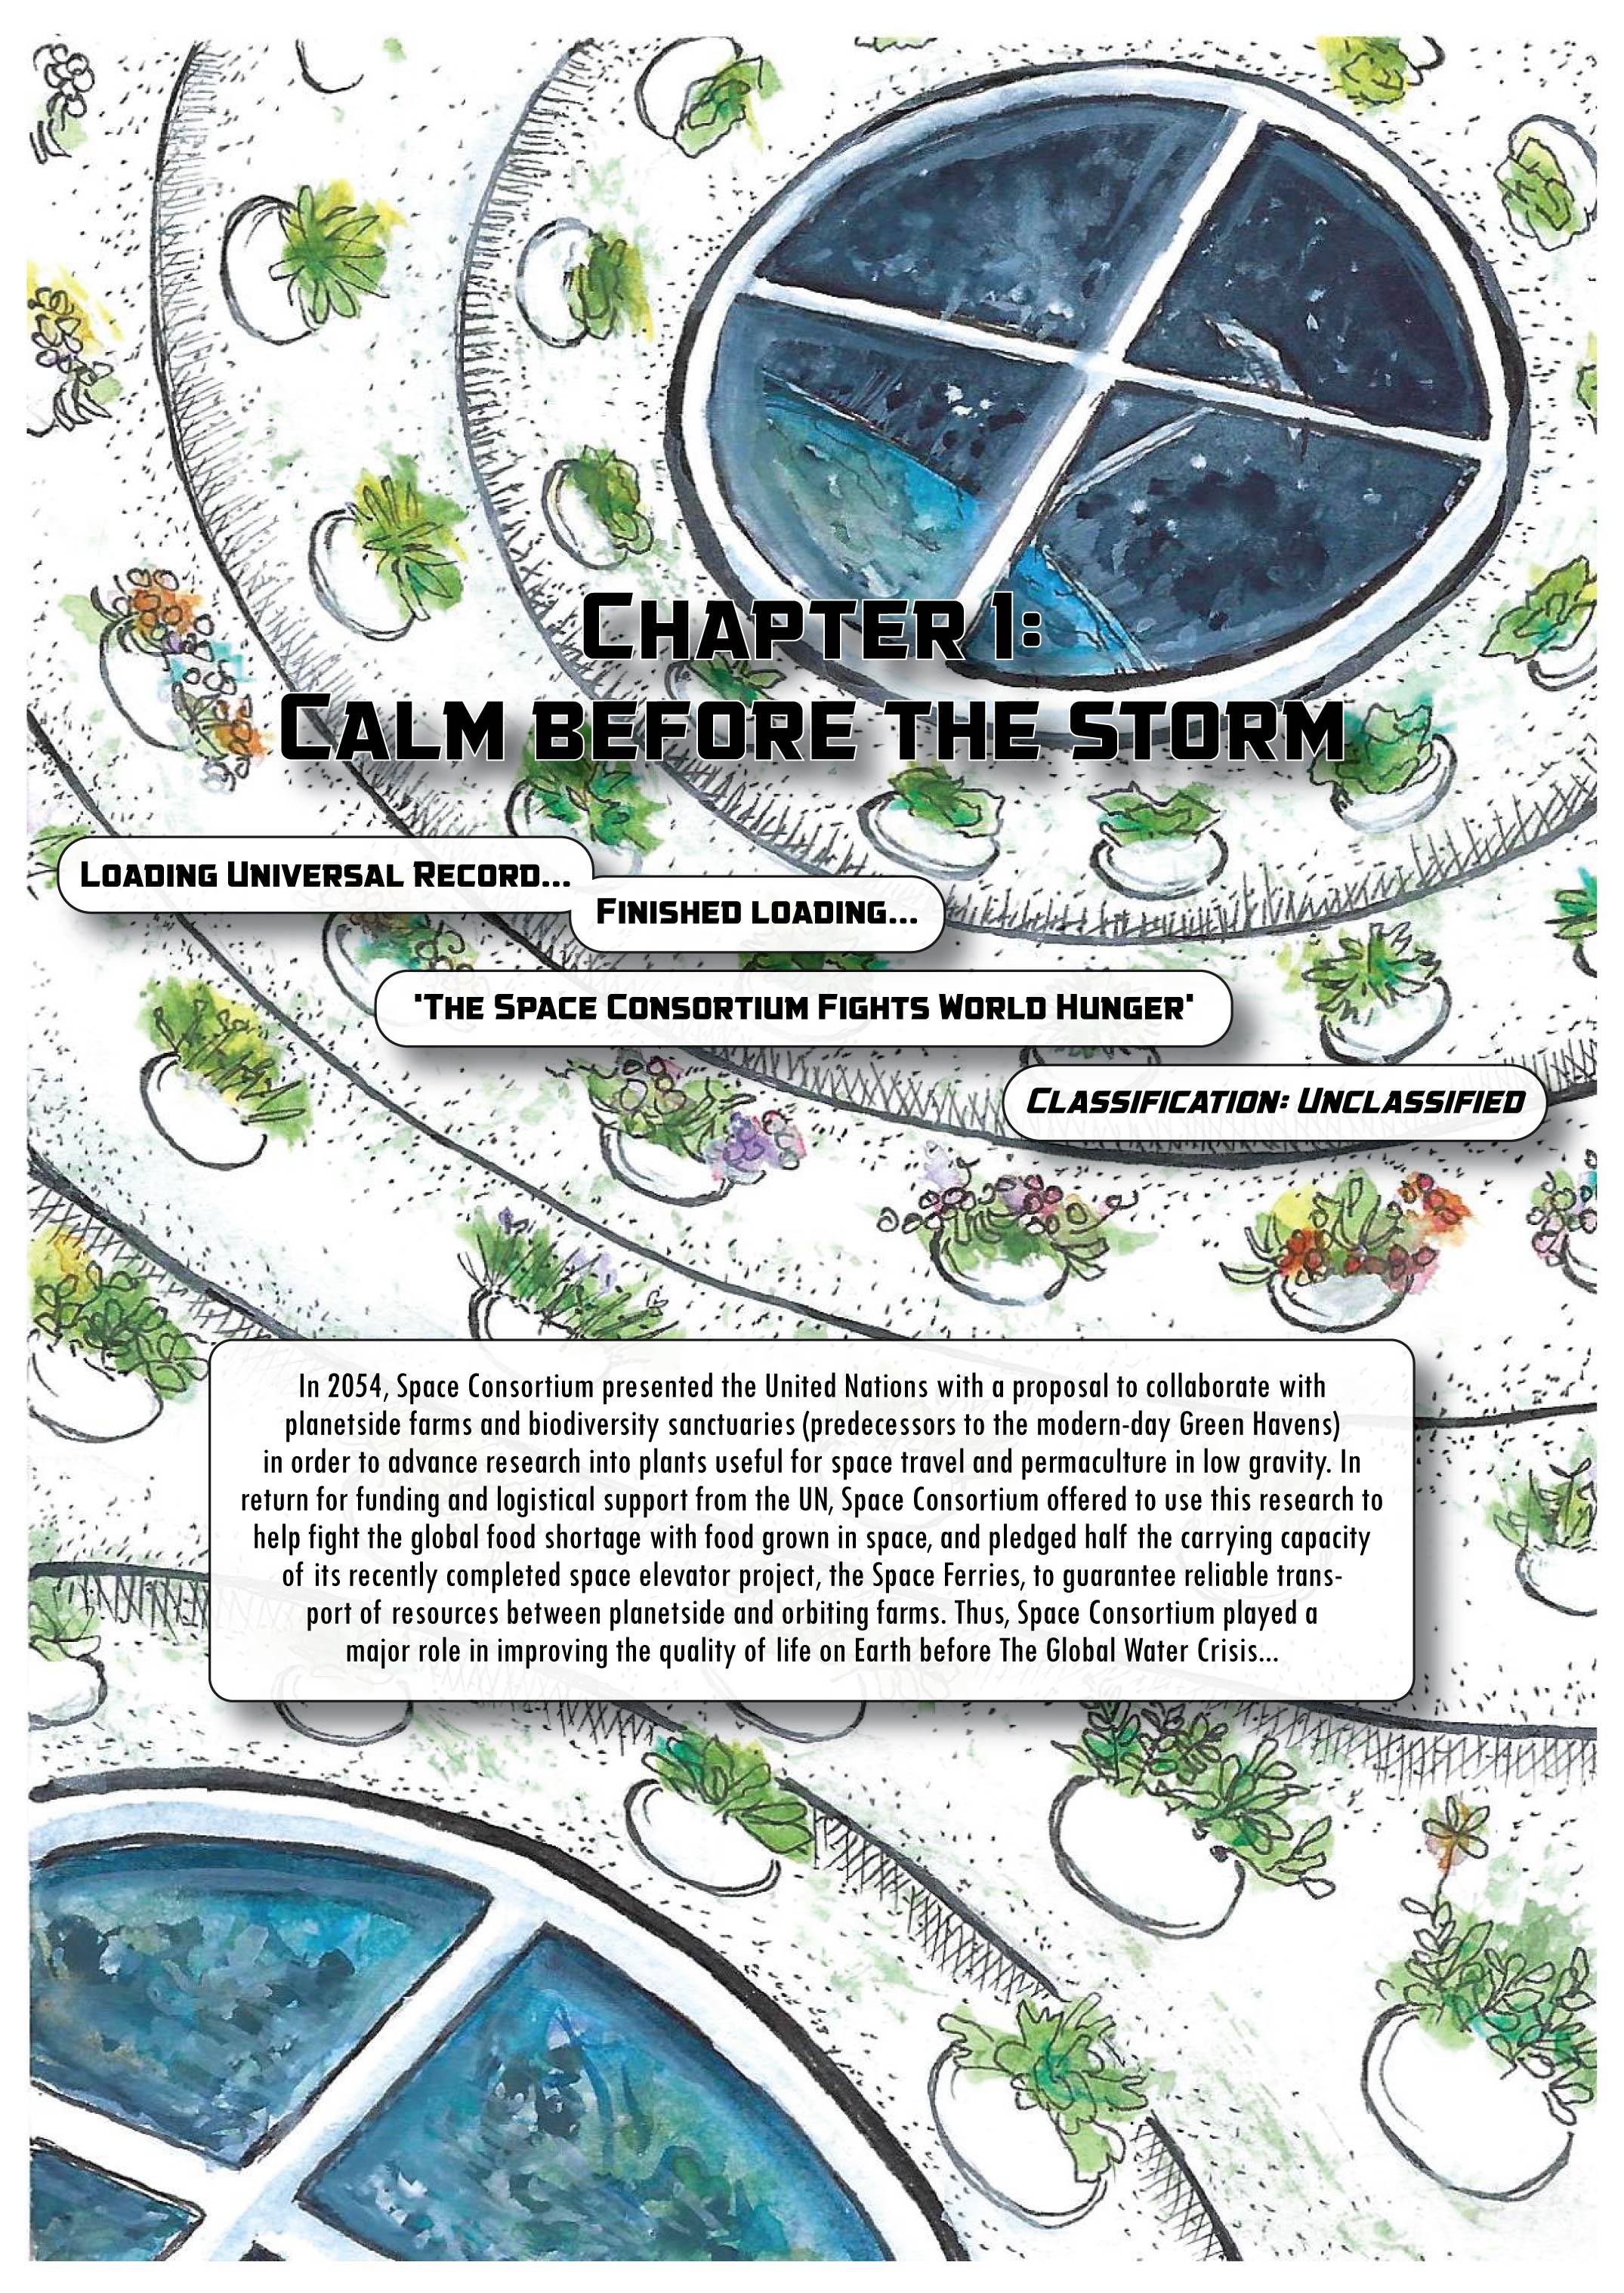 Chapter 1:
Calm before the storm
Loading Universal Record...
Finished loading...
'The Space Consortium Fights World Hunger'
Classification: Unclassified
In 2054, Space Consortium presented the United Nations with a proposal to collaborate with
planetside farms and biodiversity sanctuaries (predecessors to the modern-day Green Havens)
in order to advance research into plants useful for space travel and permaculture in low gravity. In
return for funding and logistical support from the UN, Space Consortium offered to use this research to
help fight the global food shortage with food grown in space, and pledged half the carrying capacity
of its recently completed space elevator project, the Space Ferries, to guarantee reliable trans-
port of resources between planetside and orbiting farms. Thus, Space Consortium played a
major role in improving the quality of life on Earth before The Global Water Crisis...